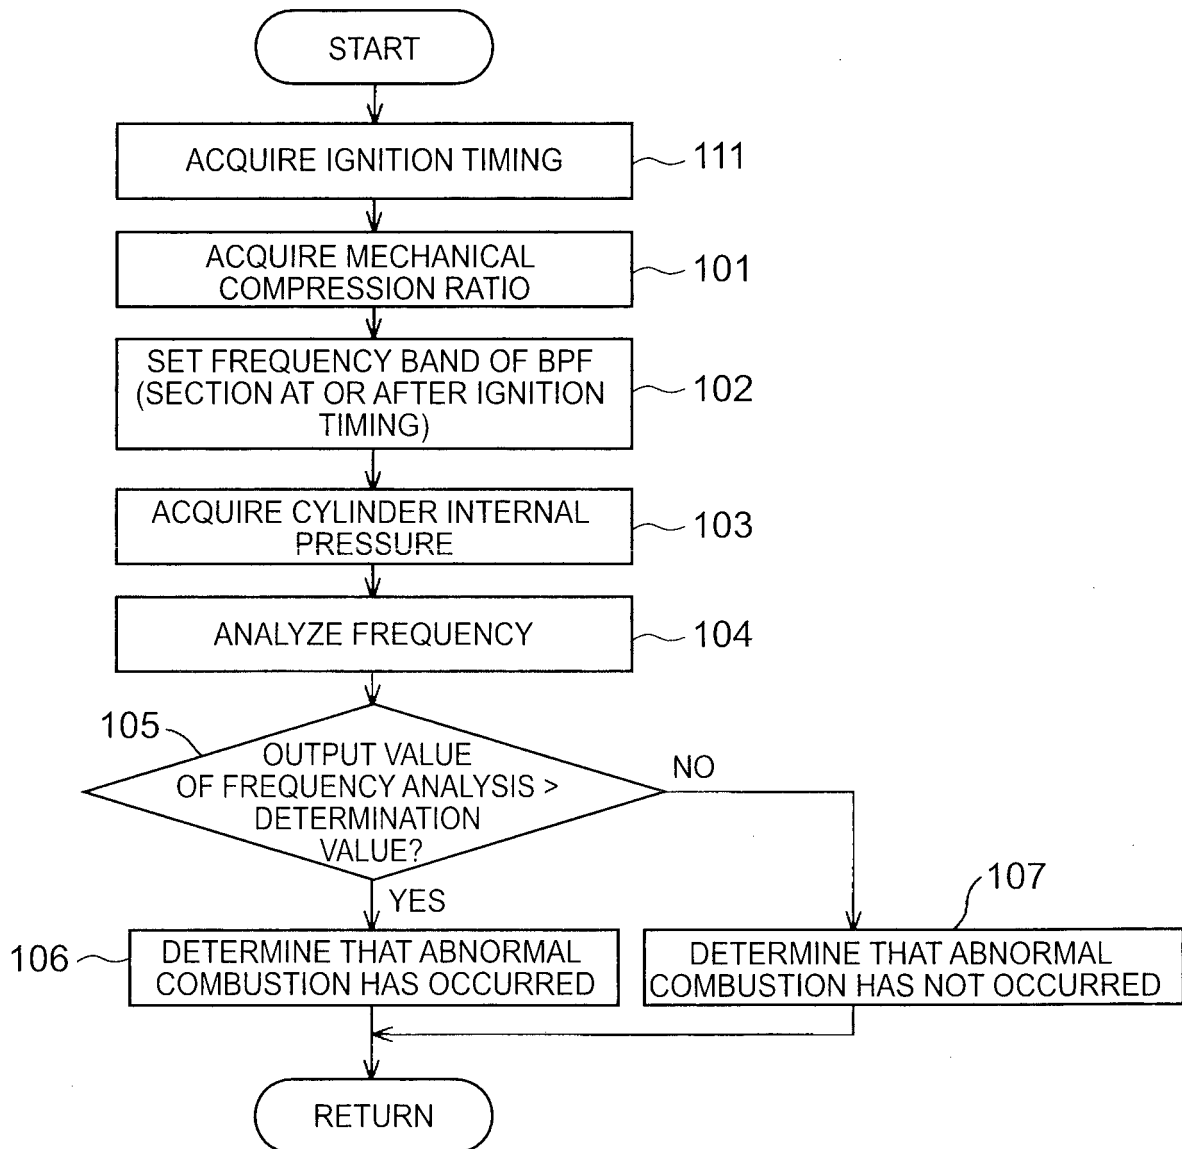 START
ACQUIRE IGNITION TIMING
111
ACQUIRE MECHANICAL
COMPRESSION RATIO
101
SET FREQUENCY BAND OF BPF
(SECTION AT OR AFTER IGNITION
TIMING)
102
ACQUIRE CYLINDER INTERNAL
PRESSURE
103
ANALYZE FREQUENCY
104
105
OUTPUT VALUE
OF FREQUENCY ANALYSIS >
DETERMINATION
VALUE?
NO
YES
107
106
DETERMINE THAT ABNORMAL
COMBUSTION HAS OCCURRED
DETERMINE THAT ABNORMAL
COMBUSTION HAS NOT OCCURRED
RETURN